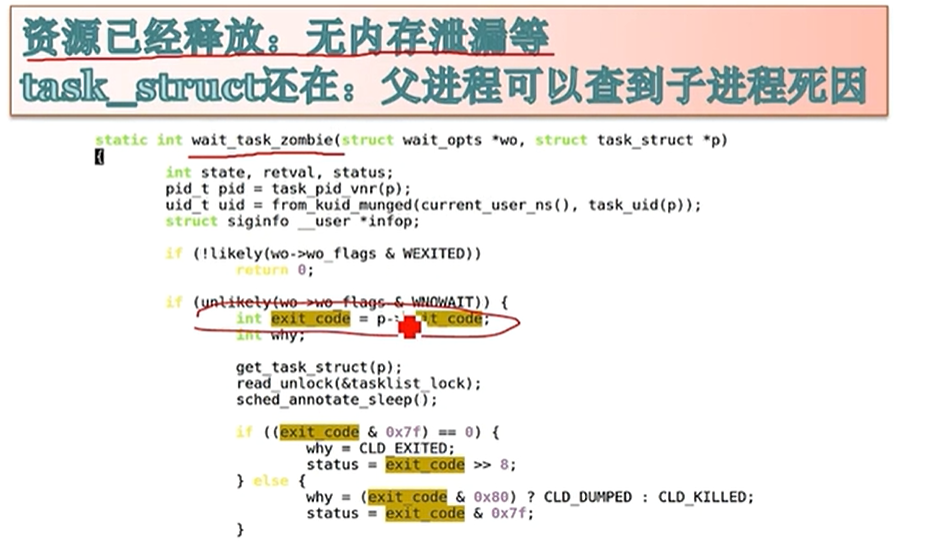 资源已经释放：无内存泄漏等
task_struct还在：父进程可以查到子进程死因
static int wait_task_zombie(struct wait_opts *wo, struct task_struct *p)
{
int state, retval, status;
pid_t pid = task_pid_vnr(p);
uid_t uid = from_kuid_munged(current_user_ns(), task_uid(p));
struct siginfo __user *infop;
if (!likely(wo->wo_flags & WEXITED))
return 0;
if (unlikely(wo->wo_flags & WNOWAIT)) {
int exit_code = p->it_code;
int why;
get_task_struct(p);
read_unlock(&tasklist_lock);
sched_annotate_sleep();
if ((exit_code & 0x7f) == 0) {
why = CLD_EXITED;
status = exit_code >> 8;
} else {
why = (exit_code & 0x80) ? CLD_DUMPED : CLD_KILLED;
status = exit_code & 0x7f;
}